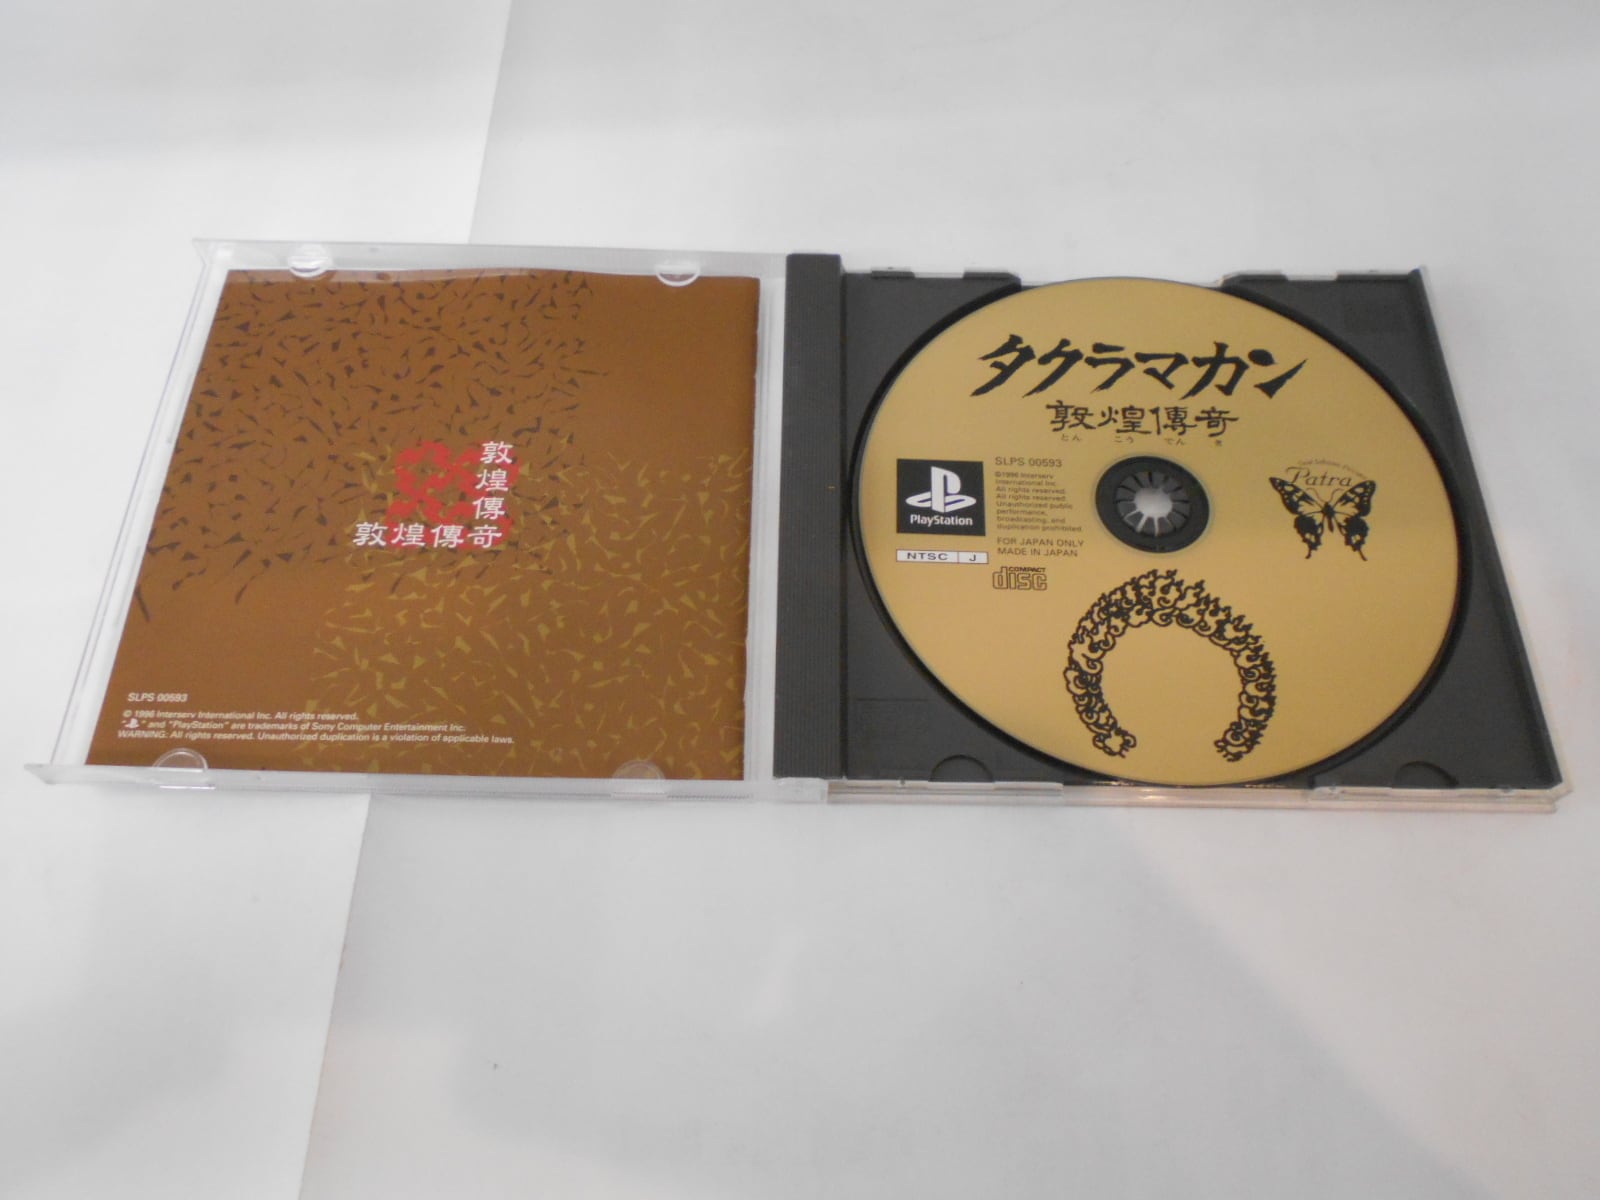 敦煌傳
敦煌傳奇
SLPS 00593
© 1996 Interserv International Inc. All rights reserved.
" " and "PlayStation" are trademarks of Sony Computer Entertainment Inc.
WARNING: All rights reserved. Unauthorized duplication is a violation of applicable laws.
タクラマカン
敦煌傳奇
とん こう でん き
SLPS 00593
©1996 Interserv
International Inc.
All rights reserved.
All rights reserved.
Unauthorized public
performance,
broadcasting, and
duplication prohibited.
FOR JAPAN ONLY
MADE IN JAPAN
PlayStation
NTSC J
COMPACT
disc
Patra